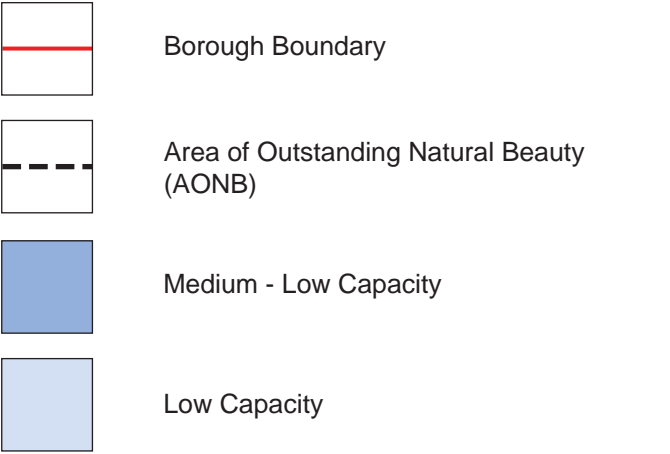 Borough Boundary
Area of Outstanding Natural Beauty
(AONB)
Medium - Low Capacity
Low Capacity